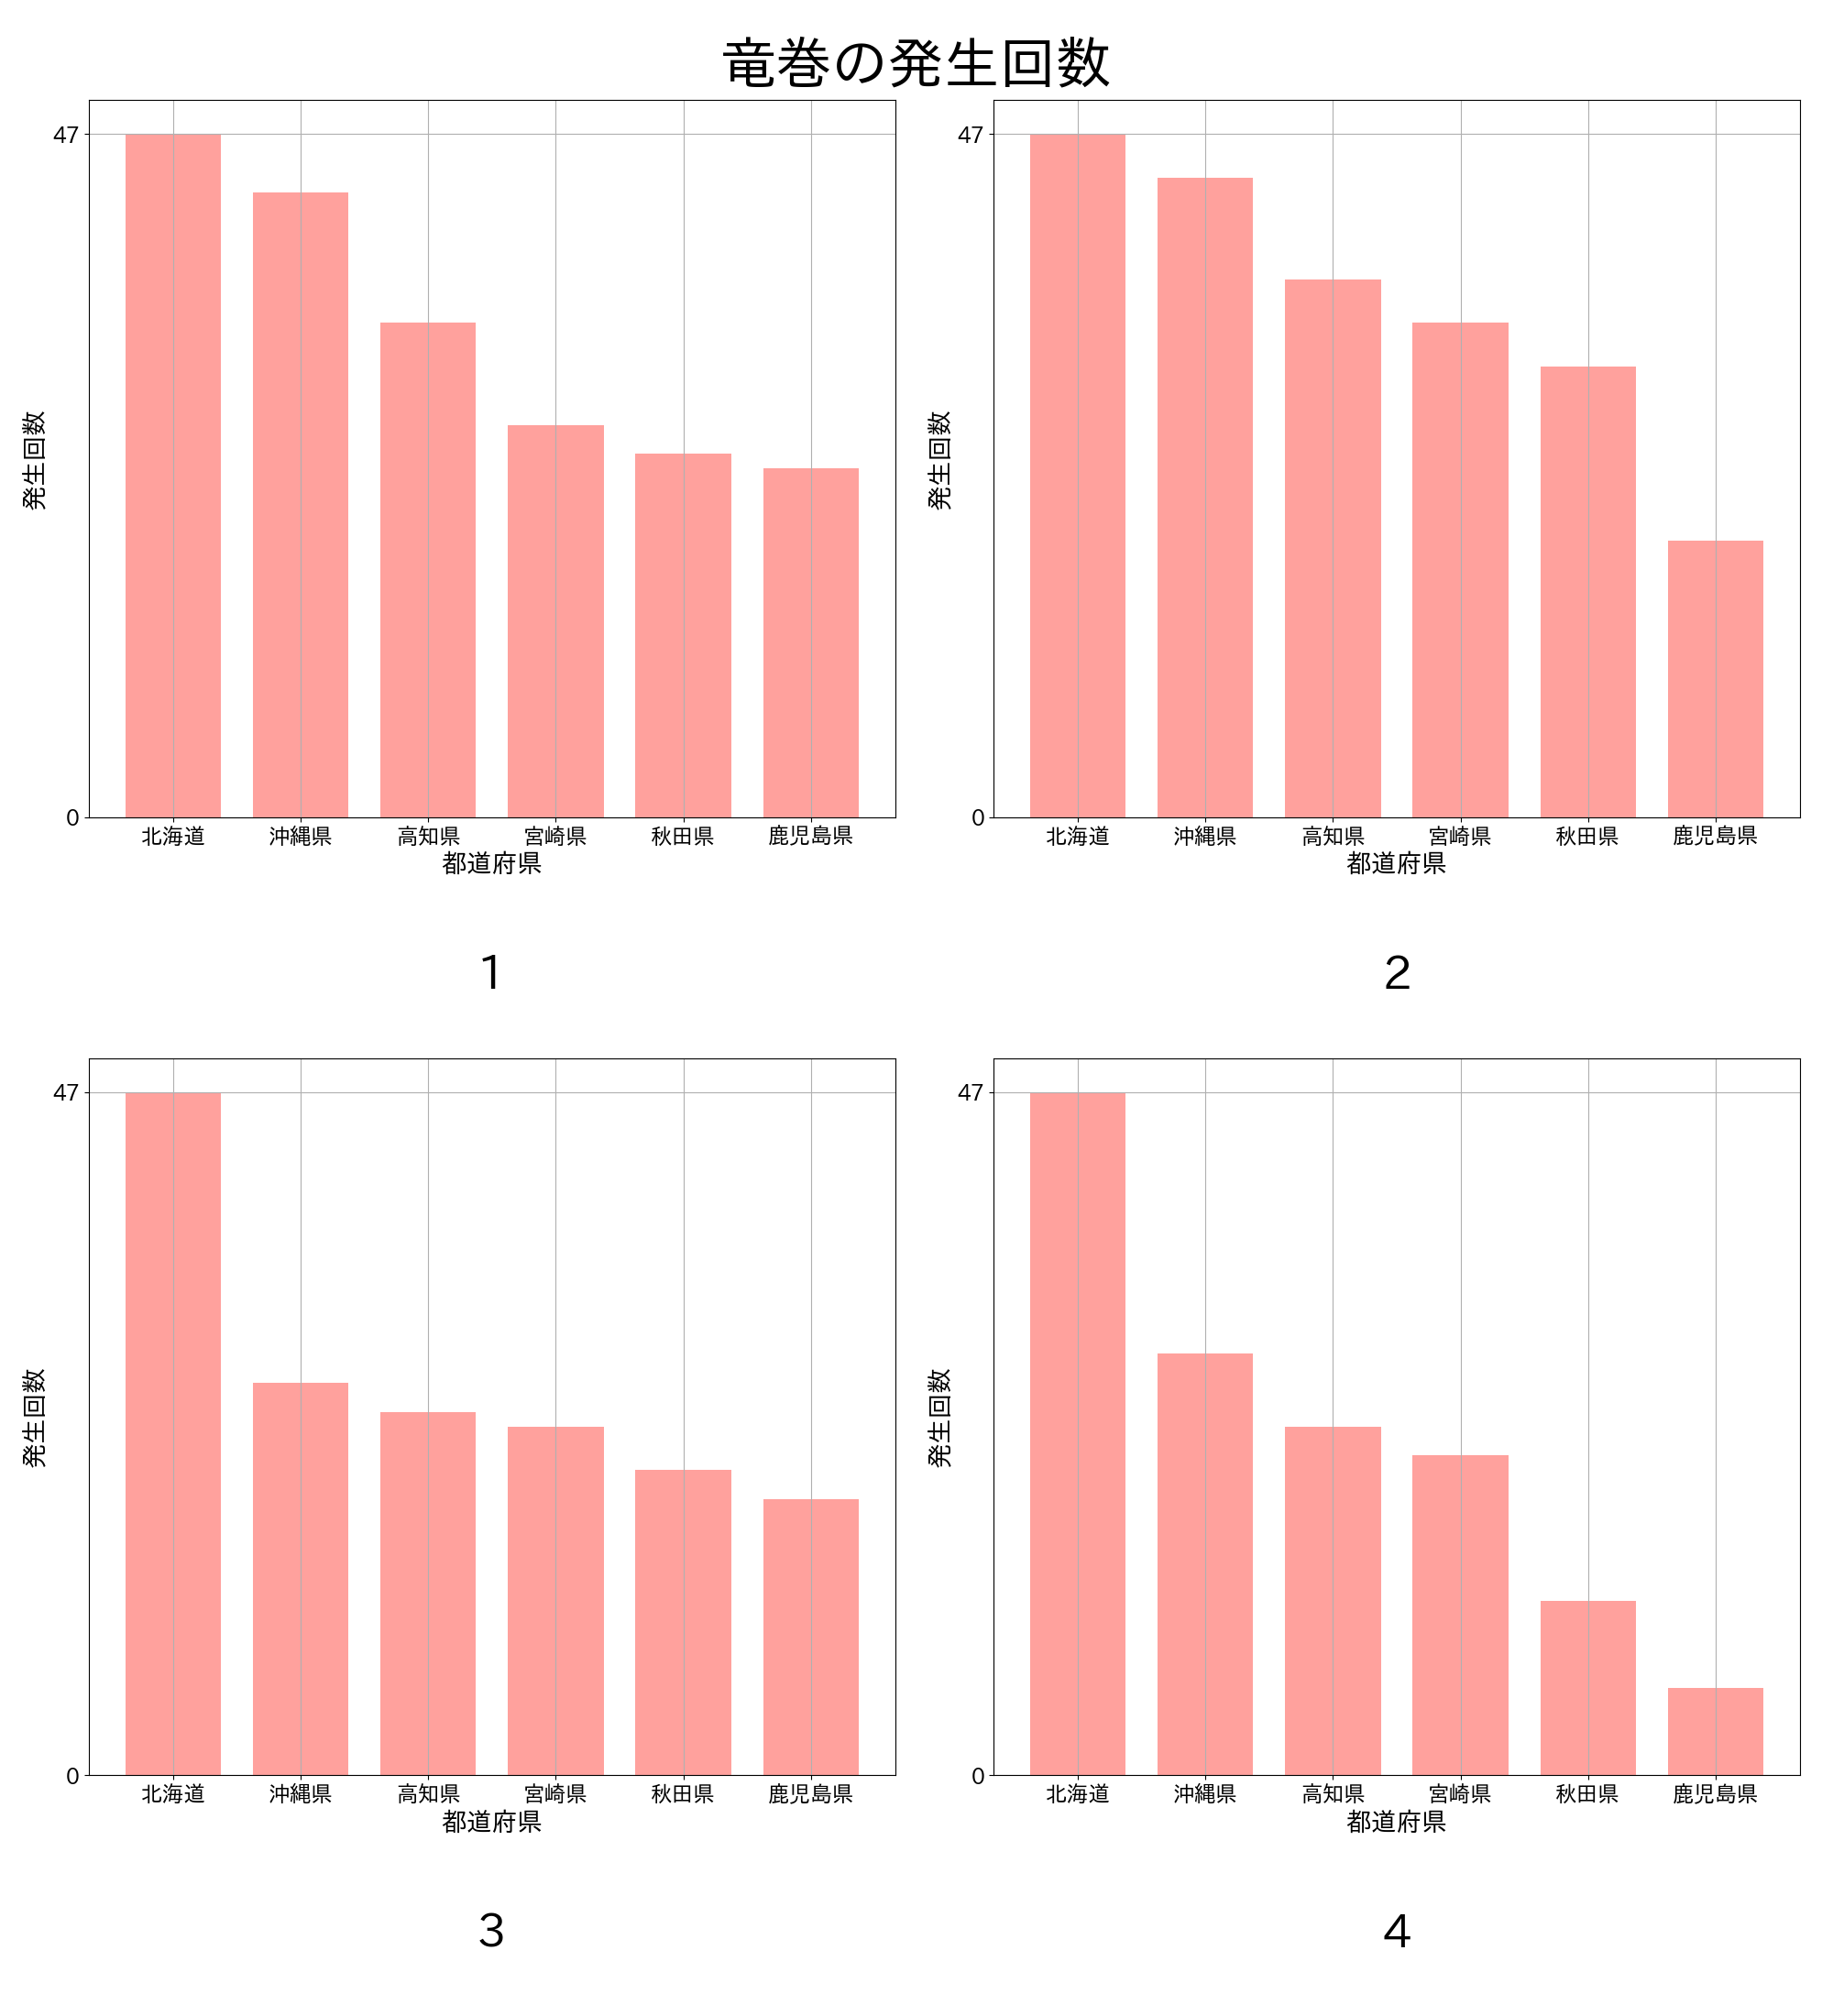 竜巻の発生回数
47
0
発生回数
北海道 沖縄県 高知県 宮崎県 秋田県 鹿児島県
都道府県
1
47
0
発生回数
北海道 沖縄県 高知県 宮崎県 秋田県 鹿児島県
都道府県
2
47
0
発生回数
北海道 沖縄県 高知県 宮崎県 秋田県 鹿児島県
都道府県
3
47
0
発生回数
北海道 沖縄県 高知県 宮崎県 秋田県 鹿児島県
都道府県
4